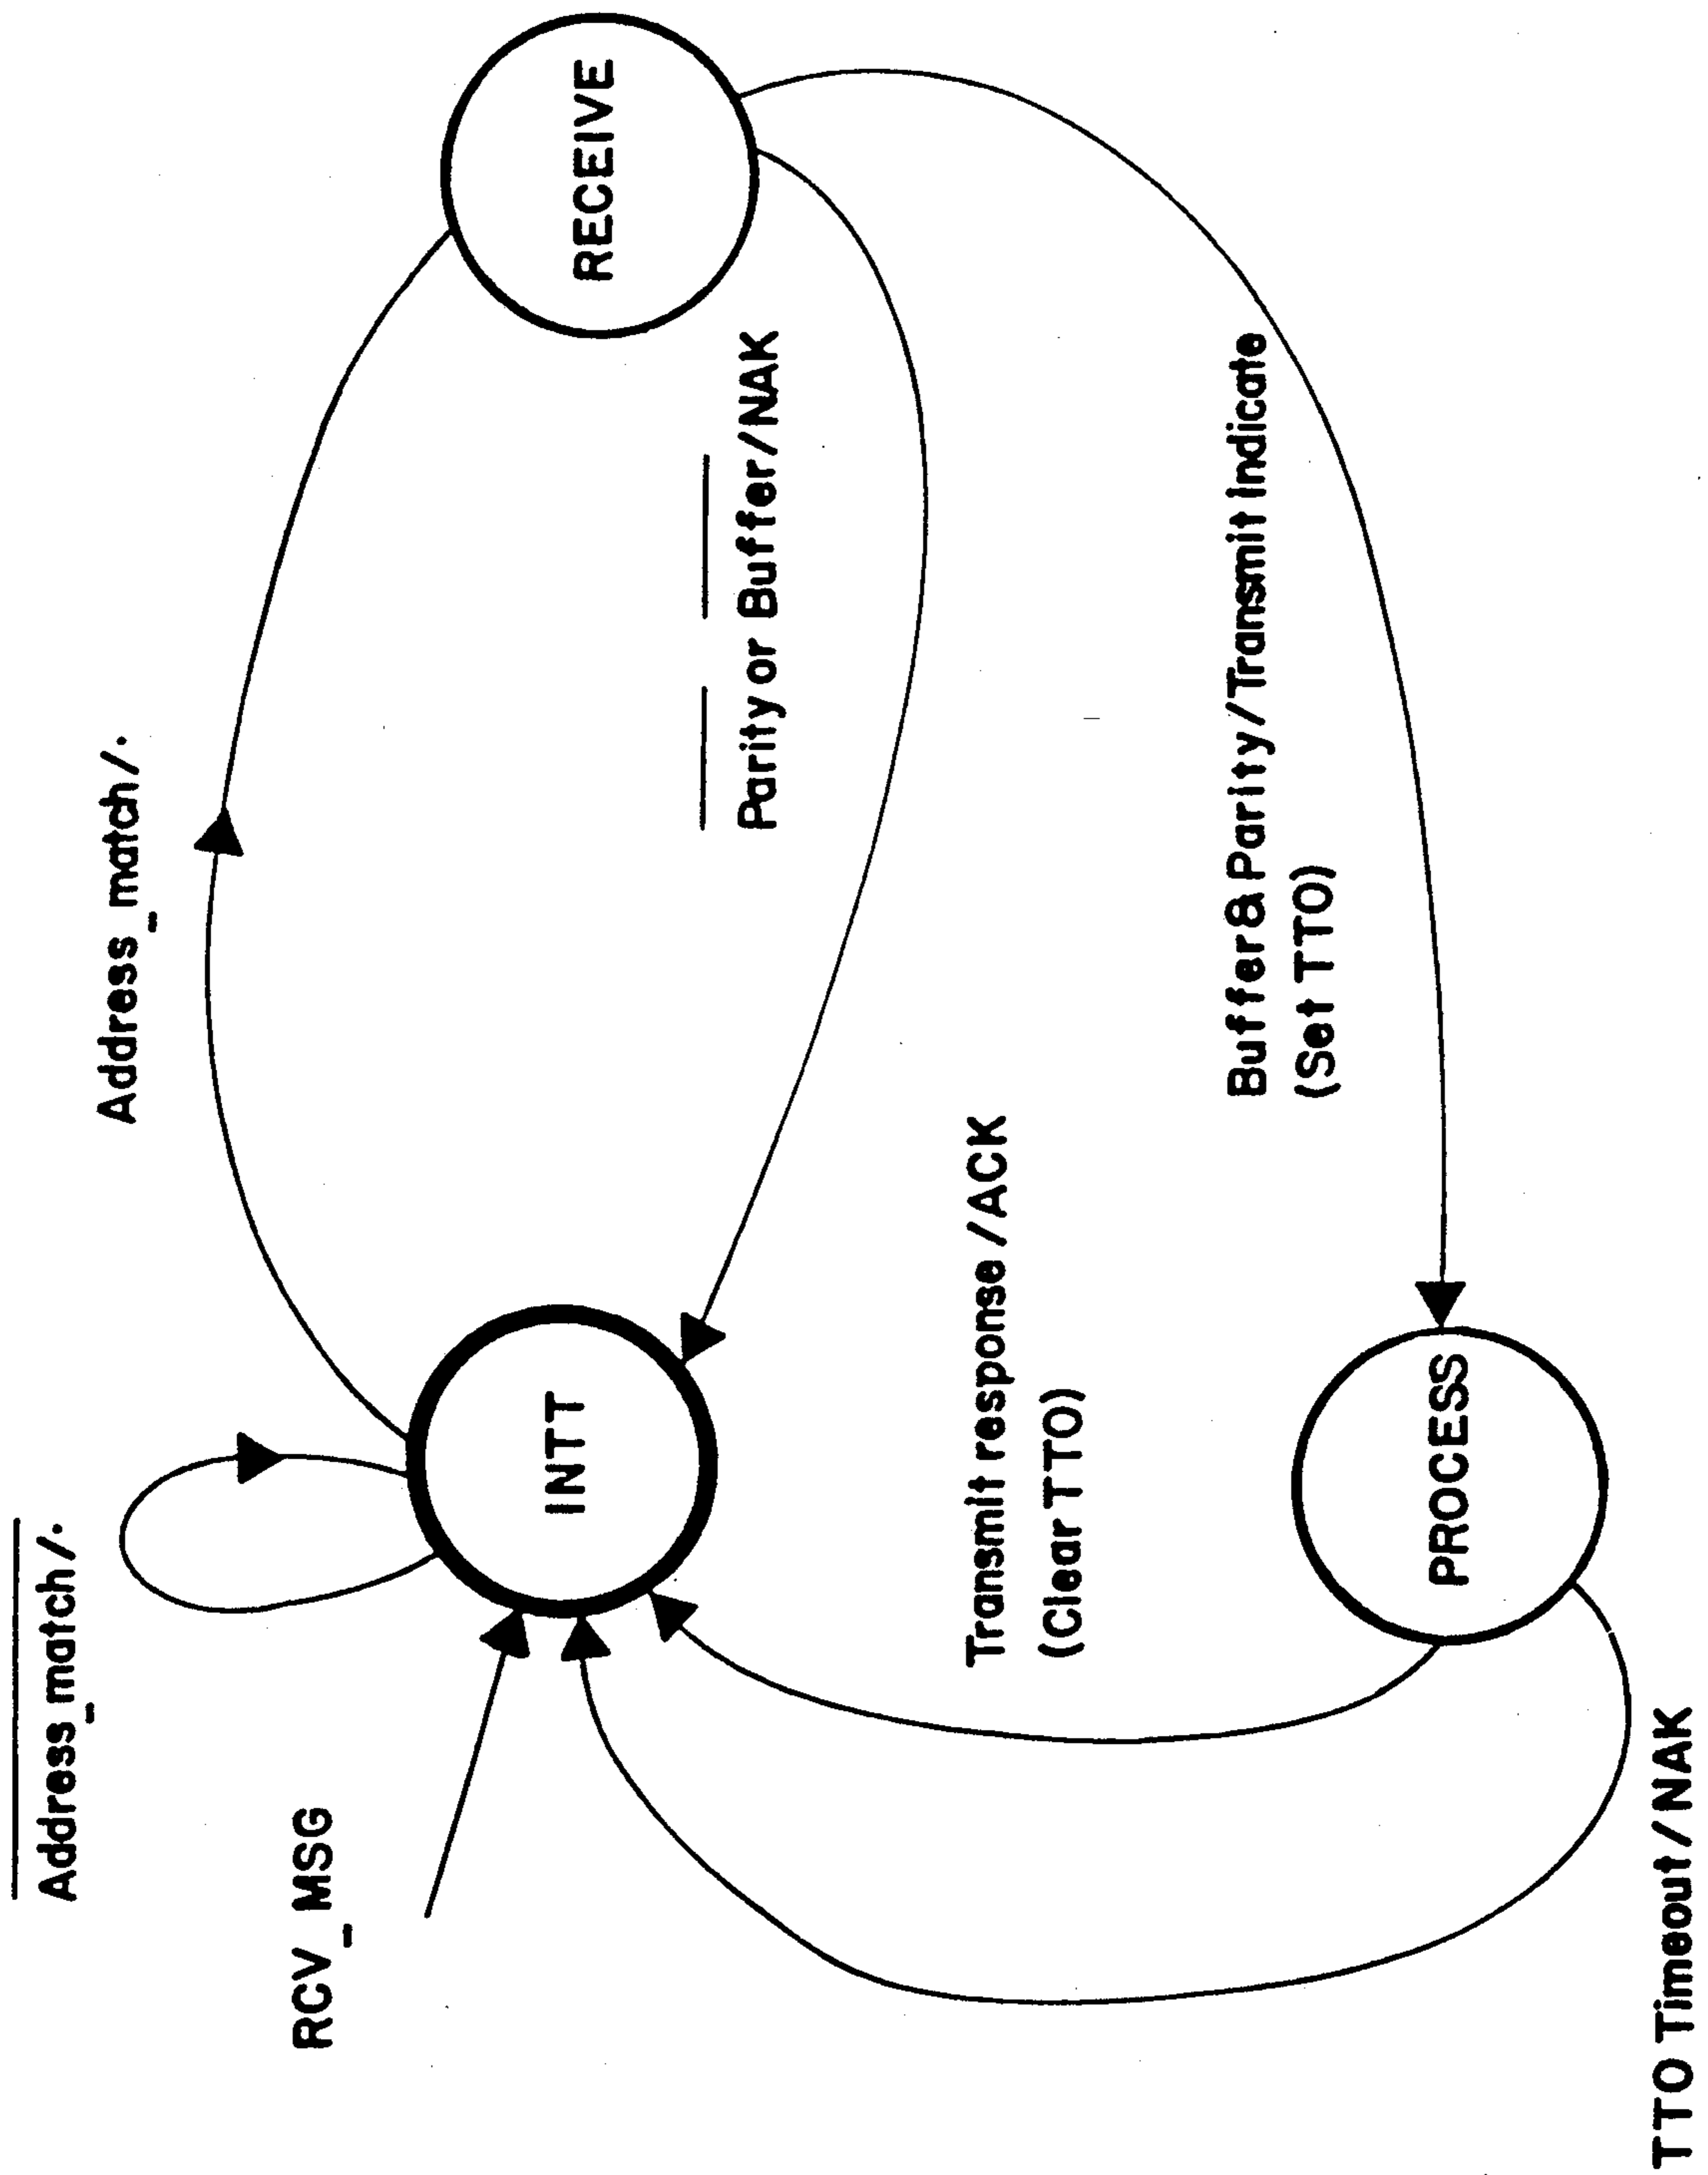 Address_match/·
RCV_MSG
Address_match/·
INTT
RECEIVE
Parity or Buffer/NAK
Transmit response/ACK
(Clear TTO)
Buffer & Parity/Transmit Indicate
(Set TTO)
PROCESS
TTO Timeout/NAK